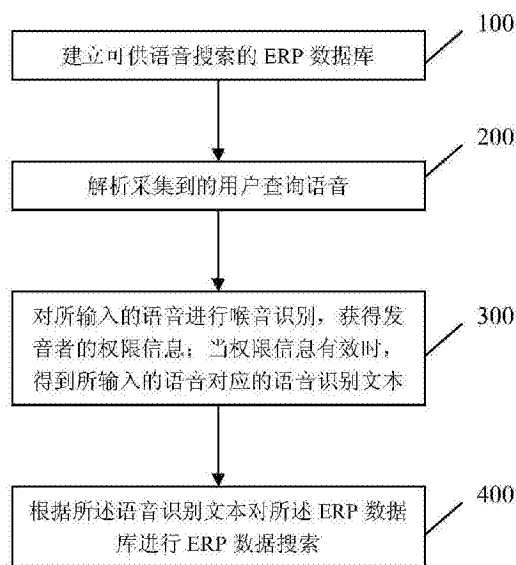 建立可供语音搜索的 ERP 数据库
100
解析采集到的用户查询语音
200
对所输入的语音进行喉音识别，获得发
音者的权限信息；当权限信息有效时，
得到所输入的语音对应的语音识别文本
300
根据所述语音识别文本对所述 ERP 数据
库进行 ERP 数据搜索
400